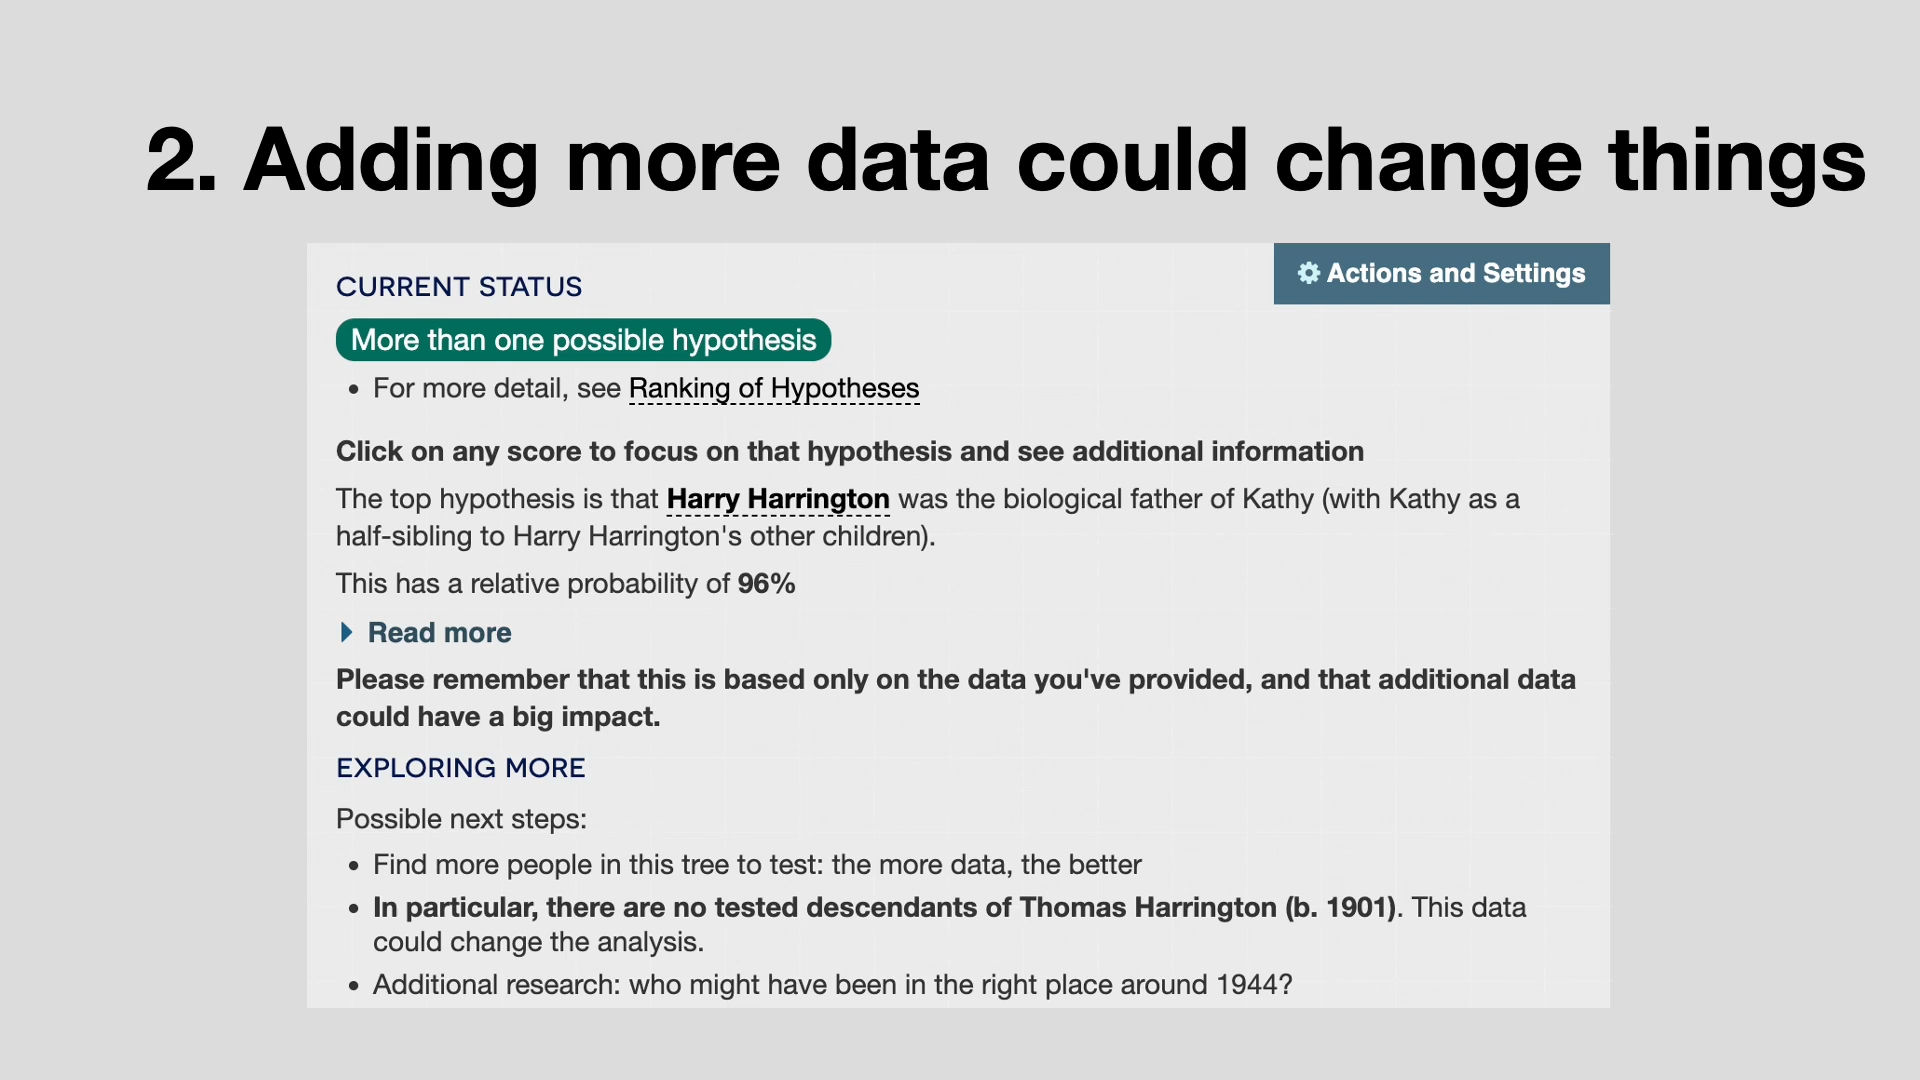 2. Adding more data could change things
Actions and Settings
CURRENT STATUS
More than one possible hypothesis
• For more detail, see Ranking of Hypotheses
Click on any score to focus on that hypothesis and see additional information
The top hypothesis is that Harry Harrington was the biological father of Kathy (with Kathy as a
half-sibling to Harry Harrington's other children).
This has a relative probability of 96%
Read more
Please remember that this is based only on the data you've provided, and that additional data
could have a big impact.
EXPLORING MORE
Possible next steps:
• Find more people in this tree to test: the more data, the better
• In particular, there are no tested descendants of Thomas Harrington (b. 1901). This data
could change the analysis.
• Additional research: who might have been in the right place around 1944?